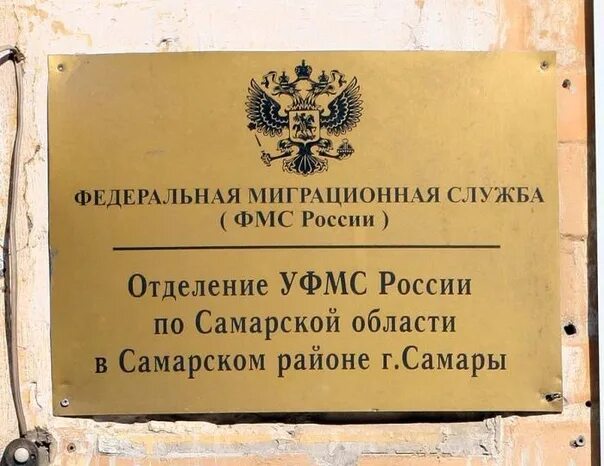 ФЕДЕРАЛЬНАЯ МИГРАЦИОННАЯ СЛУЖБА
( ФМС России )
Отделение УФМС России
по Самарской области
в Самарском районе г.Самары